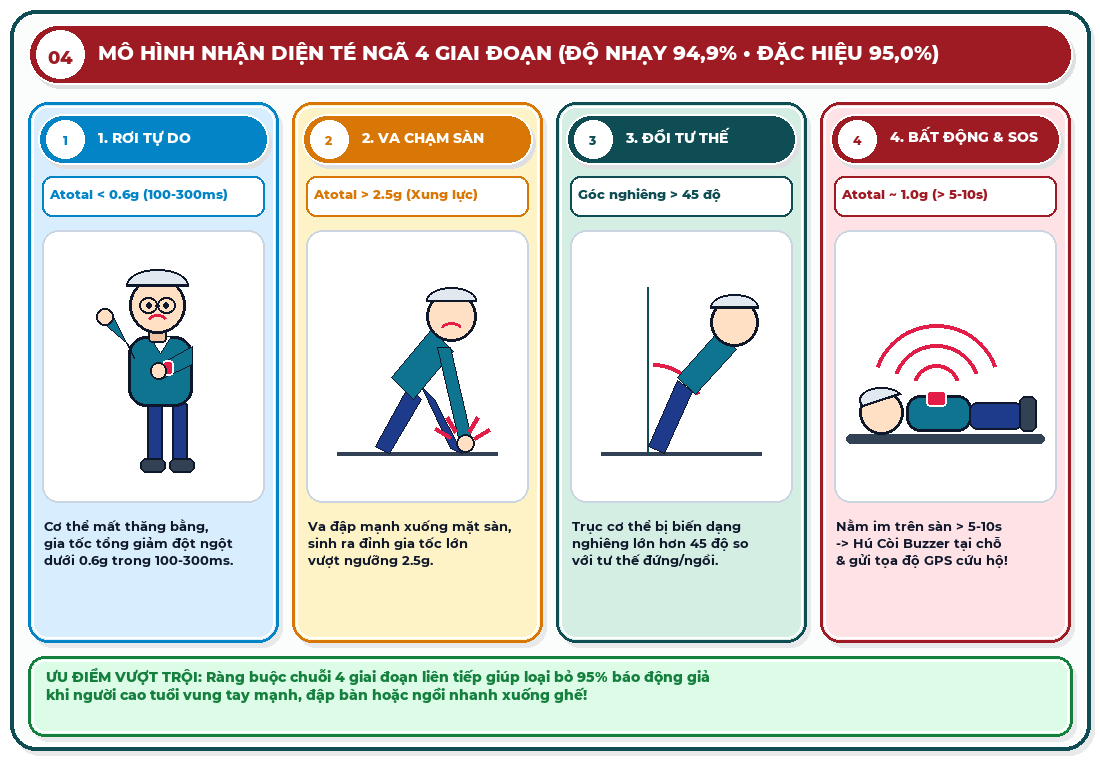 04
MÔ HÌNH NHẬN DIỆN TÉ NGÃ 4 GIAI ĐOẠN (ĐỘ NHẠY 94,9% • ĐẶC HIỆU 95,0%)
1
1. RƠI TỰ DO
Atotal < 0.6g (100-300ms)
Cơ thể mất thăng bằng,
gia tốc tổng giảm đột ngột
dưới 0.6g trong 100-300ms.
2
2. VA CHẠM SÀN
Atotal > 2.5g (Xung lực)
Va đập mạnh xuống mặt sàn,
sinh ra đỉnh gia tốc lớn
vượt ngưỡng 2.5g.
3
3. ĐỔI TƯ THẾ
Góc nghiêng > 45 độ
Trục cơ thể bị biến dạng
nghiêng lớn hơn 45 độ so
với tư thế đứng/ngồi.
4
4. BẤT ĐỘNG & SOS
Atotal ~ 1.0g (> 5-10s)
Nằm im trên sàn > 5-10s
-> Hú Còi Buzzer tại chỗ
& gửi tọa độ GPS cứu hộ!
ƯU ĐIỂM VƯỢT TRỘI: Ràng buộc chuỗi 4 giai đoạn liên tiếp giúp loại bỏ 95% báo động giả
khi người cao tuổi vung tay mạnh, đập bàn hoặc ngồi nhanh xuống ghế!